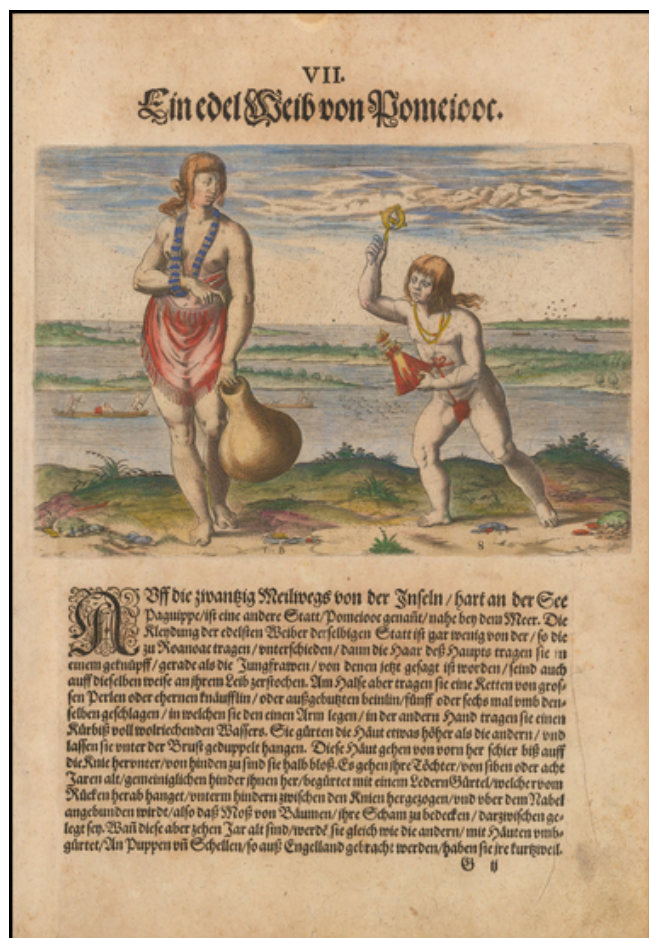 VII.
Ein edel Weib von Pomeiooc.
AUff die zwantzig Meilwegs von der Inseln / hart an der See
Paquippe / ist eine andere Statt / Pomeiooc genañt / nahe bey dem Meer. Die
Kleydung der edelsten Weiber derselbigen Statt ist gar wenig von der / so die
zu Roanoac tragen / unterschieden / dann die Haar deß Haupts tragen sie in
einem geknüpff / gerade als die Jungfrawen / von denen jetzt gesagt ist worden / seind auch
auff dieselben weise an jhrem Leib zerstochen. Am Halse aber tragen sie eine Ketten von gros-
sen Perlen oder ehernen knäufflin / oder außgebutzten beinlin / fünff oder sechs mal vmb den-
selben geschlagen / in welchen sie den einen Arm legen / in der andern Hand tragen sie einen
Kürbiß voll wolriechenden Wassers. Sie gürten die Häut etwas höher als die andern / vnd
lassen sie vnter der Brust geduppelt hangen. Diese Häut gehen von vorn her schier biß auff
die Knie hervnter / von hinden zu sind sie halb bloß. Es gehen jhre Töchter / von siben oder acht
Jaren alt / gemeiniglichen hinder jhnen her / begürtet mit einem Ledern Gürtel / welcher vom
Rücken herab hanget / vnterm hindern zwischen den Knien hergezogen / vnd vber dem Nabel
angebunden wirdt / also daß Moß von Bäumen / jhre Scham zu bedecken / darzwischen ge-
legt sey. Wañ diese aber zehen Jar alt sind / werdē sie gleich wie die andern / mit Häuten vmb-
gürtet / An Puppen vñ Schellen / so auß Engelland gebracht werden / haben sie jre kurtzweil.
G ij